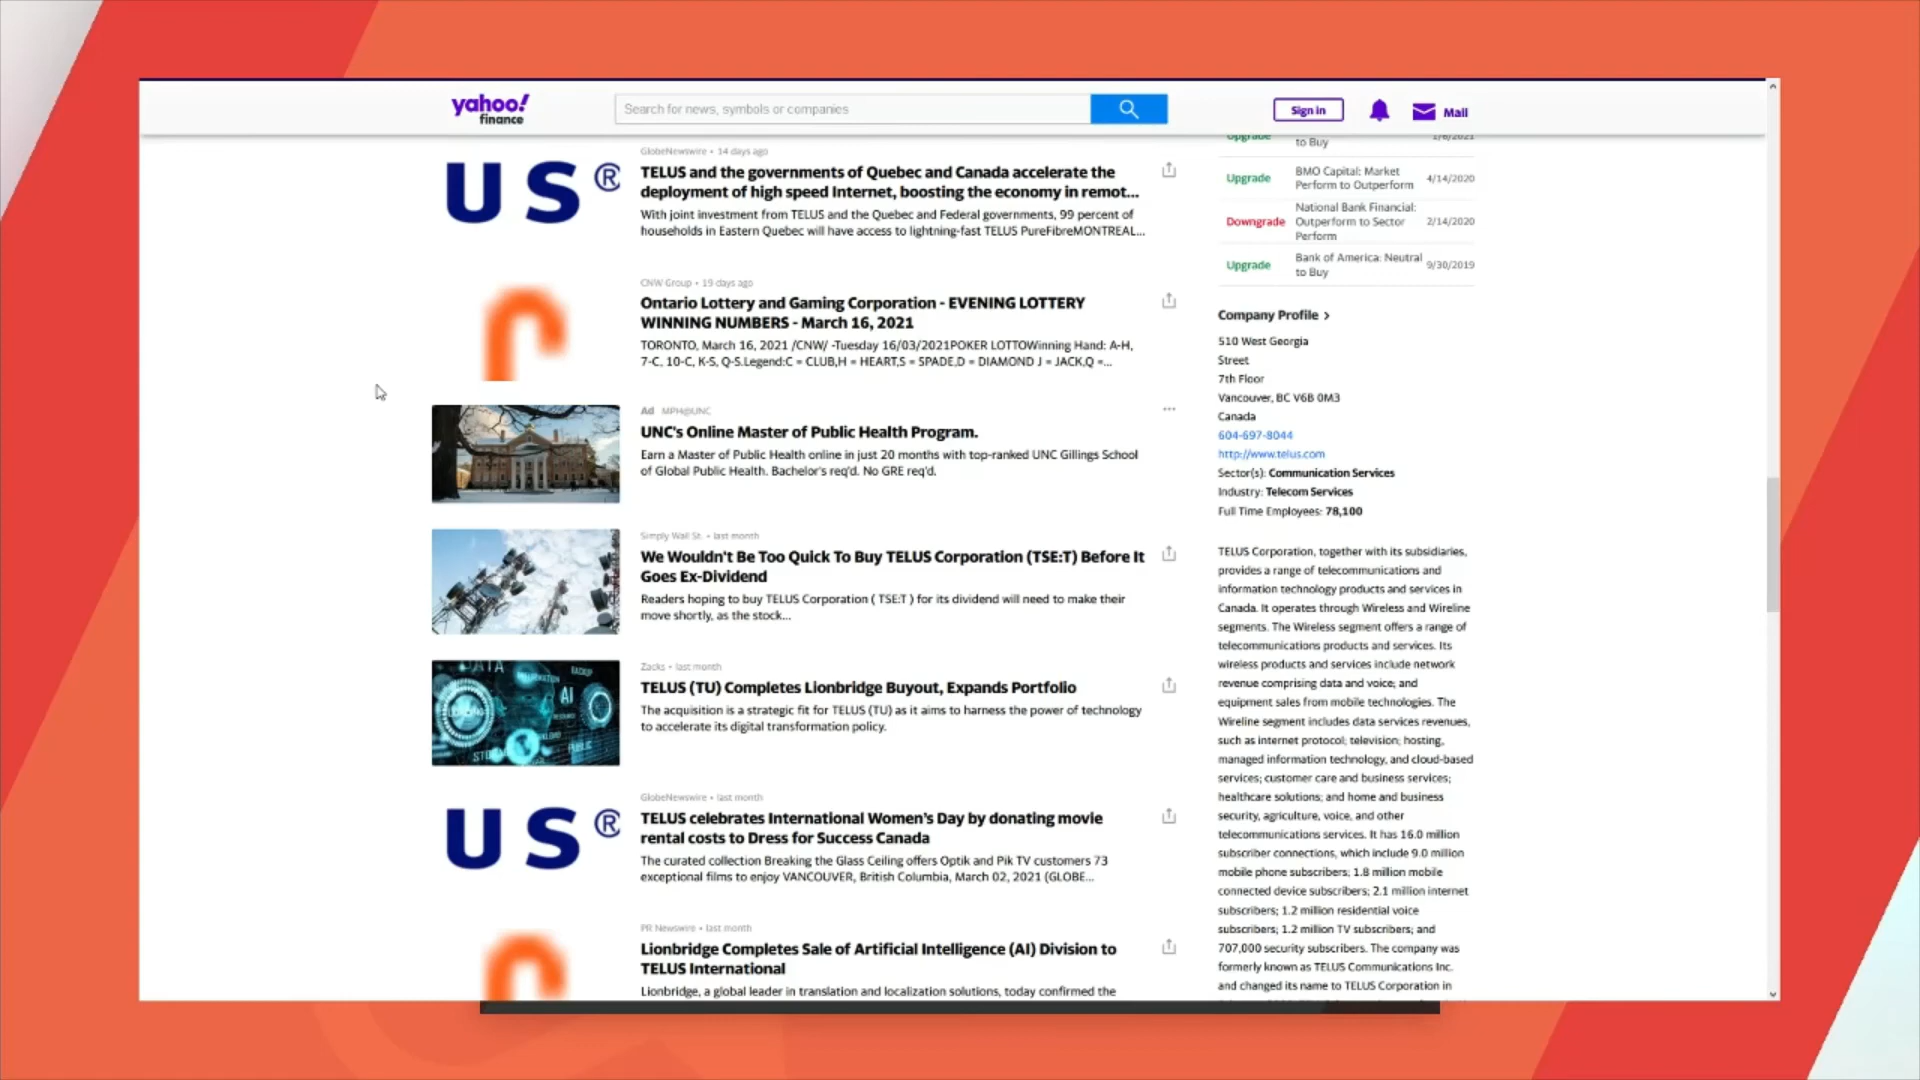 yahoo!
finance
Search for news, symbols or companies
Sign in
Mail
GlobeNewswire • 14 days ago
TELUS and the governments of Quebec and Canada accelerate the
deployment of high speed Internet, boosting the economy in remot...
With joint investment from TELUS and the Quebec and Federal governments, 99 percent of
households in Eastern Quebec will have access to lightning-fast TELUS PureFibreMONTREAL...
US®
CNW Group • 19 days ago
Ontario Lottery and Gaming Corporation - EVENING LOTTERY
WINNING NUMBERS - March 16, 2021
TORONTO, March 16, 2021 /CNW/ -Tuesday 16/03/2021POKER LOTTOWinning Hand: A-H,
7-C, 10-C, K-S, Q-S.Legend:C = CLUB,H = HEART,S = SPADE,D = DIAMOND J = JACK,Q =...
Ad MPH@UNC
UNC's Online Master of Public Health Program.
Earn a Master of Public Health online in just 20 months with top-ranked UNC Gillings School
of Global Public Health. Bachelor's req'd. No GRE req'd.
Simply Wall St. • last month
We Wouldn't Be Too Quick To Buy TELUS Corporation (TSE:T) Before It
Goes Ex-Dividend
Readers hoping to buy TELUS Corporation ( TSE:T ) for its dividend will need to make their
move shortly, as the stock...
Zacks • last month
TELUS (TU) Completes Lionbridge Buyout, Expands Portfolio
The acquisition is a strategic fit for TELUS (TU) as it aims to harness the power of technology
to accelerate its digital transformation policy.
DATA
AI
GlobeNewswire • last month
TELUS celebrates International Women's Day by donating movie
rental costs to Dress for Success Canada
The curated collection Breaking the Glass Ceiling offers Optik and Pik TV customers 73
exceptional films to enjoy VANCOUVER, British Columbia, March 02, 2021 (GLOBE...
US®
PR Newswire • last month
Lionbridge Completes Sale of Artificial Intelligence (AI) Division to
TELUS International
Lionbridge, a global leader in translation and localization solutions, today confirmed the
Upgrade to Buy 1/6/2021
Upgrade BMO Capital: Market 4/14/2020
Perform to Outperform
National Bank Financial:
Downgrade Outperform to Sector 2/14/2020
Perform
Upgrade Bank of America: Neutral 9/30/2019
to Buy
Company Profile >
510 West Georgia
Street
7th Floor
Vancouver, BC V6B 0M3
Canada
604-697-8044
http://www.telus.com
Sector(s): Communication Services
Industry: Telecom Services
Full Time Employees: 78,100
TELUS Corporation, together with its subsidiaries,
provides a range of telecommunications and
information technology products and services in
Canada. It operates through Wireless and Wireline
segments. The Wireless segment offers a range of
telecommunications products and services. Its
wireless products and services include network
revenue comprising data and voice; and
equipment sales from mobile technologies. The
Wireline segment includes data services revenues,
such as internet protocol; television; hosting,
managed information technology, and cloud-based
services; customer care and business services;
healthcare solutions; and home and business
security, agriculture, voice, and other
telecommunications services. It has 16.0 million
subscriber connections, which include 9.0 million
mobile phone subscribers; 1.8 million mobile
connected device subscribers; 2.1 million internet
subscribers; 1.2 million residential voice
subscribers; 1.2 million TV subscribers; and
707,000 security subscribers. The company was
formerly known as TELUS Communications Inc.
and changed its name to TELUS Corporation in